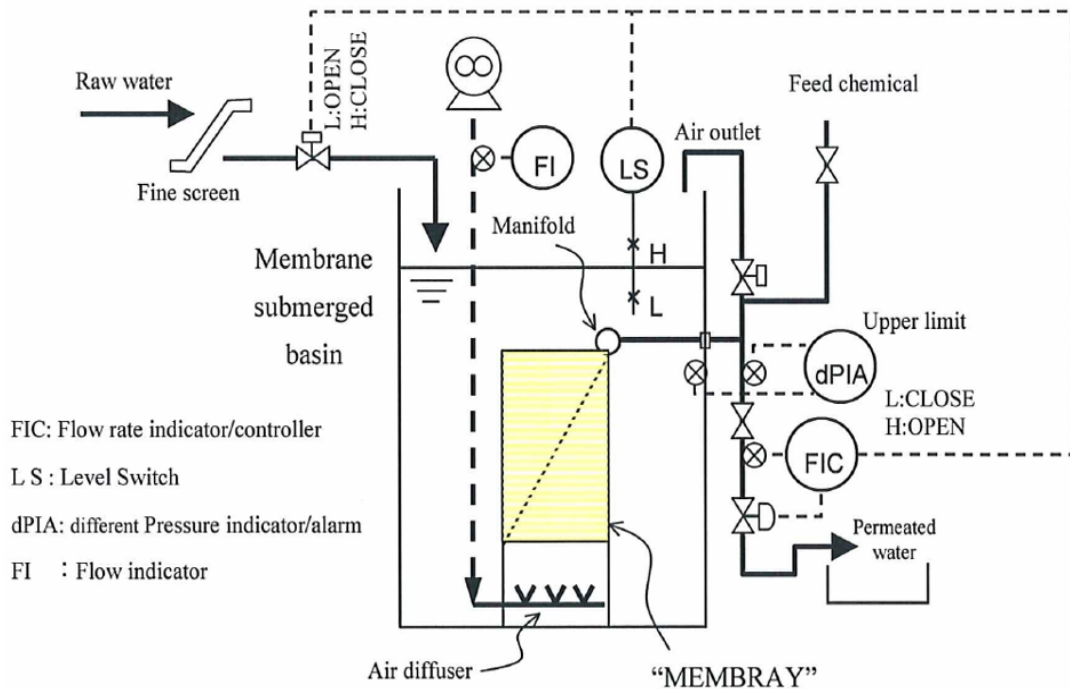 L:OPEN
H:CLOSE
Raw water
Feed chemical
Air outlet
FI
LS
Fine screen
Manifold
H
Membrane
submerged
basin
L
Upper limit
dPIA
L:CLOSE
H:OPEN
FIC: Flow rate indicator/controller
FIC
L S : Level Switch
dPIA: different Pressure indicator/alarm
Permeated
water
FI : Flow indicator
Air diffuser
“MEMBRAY”